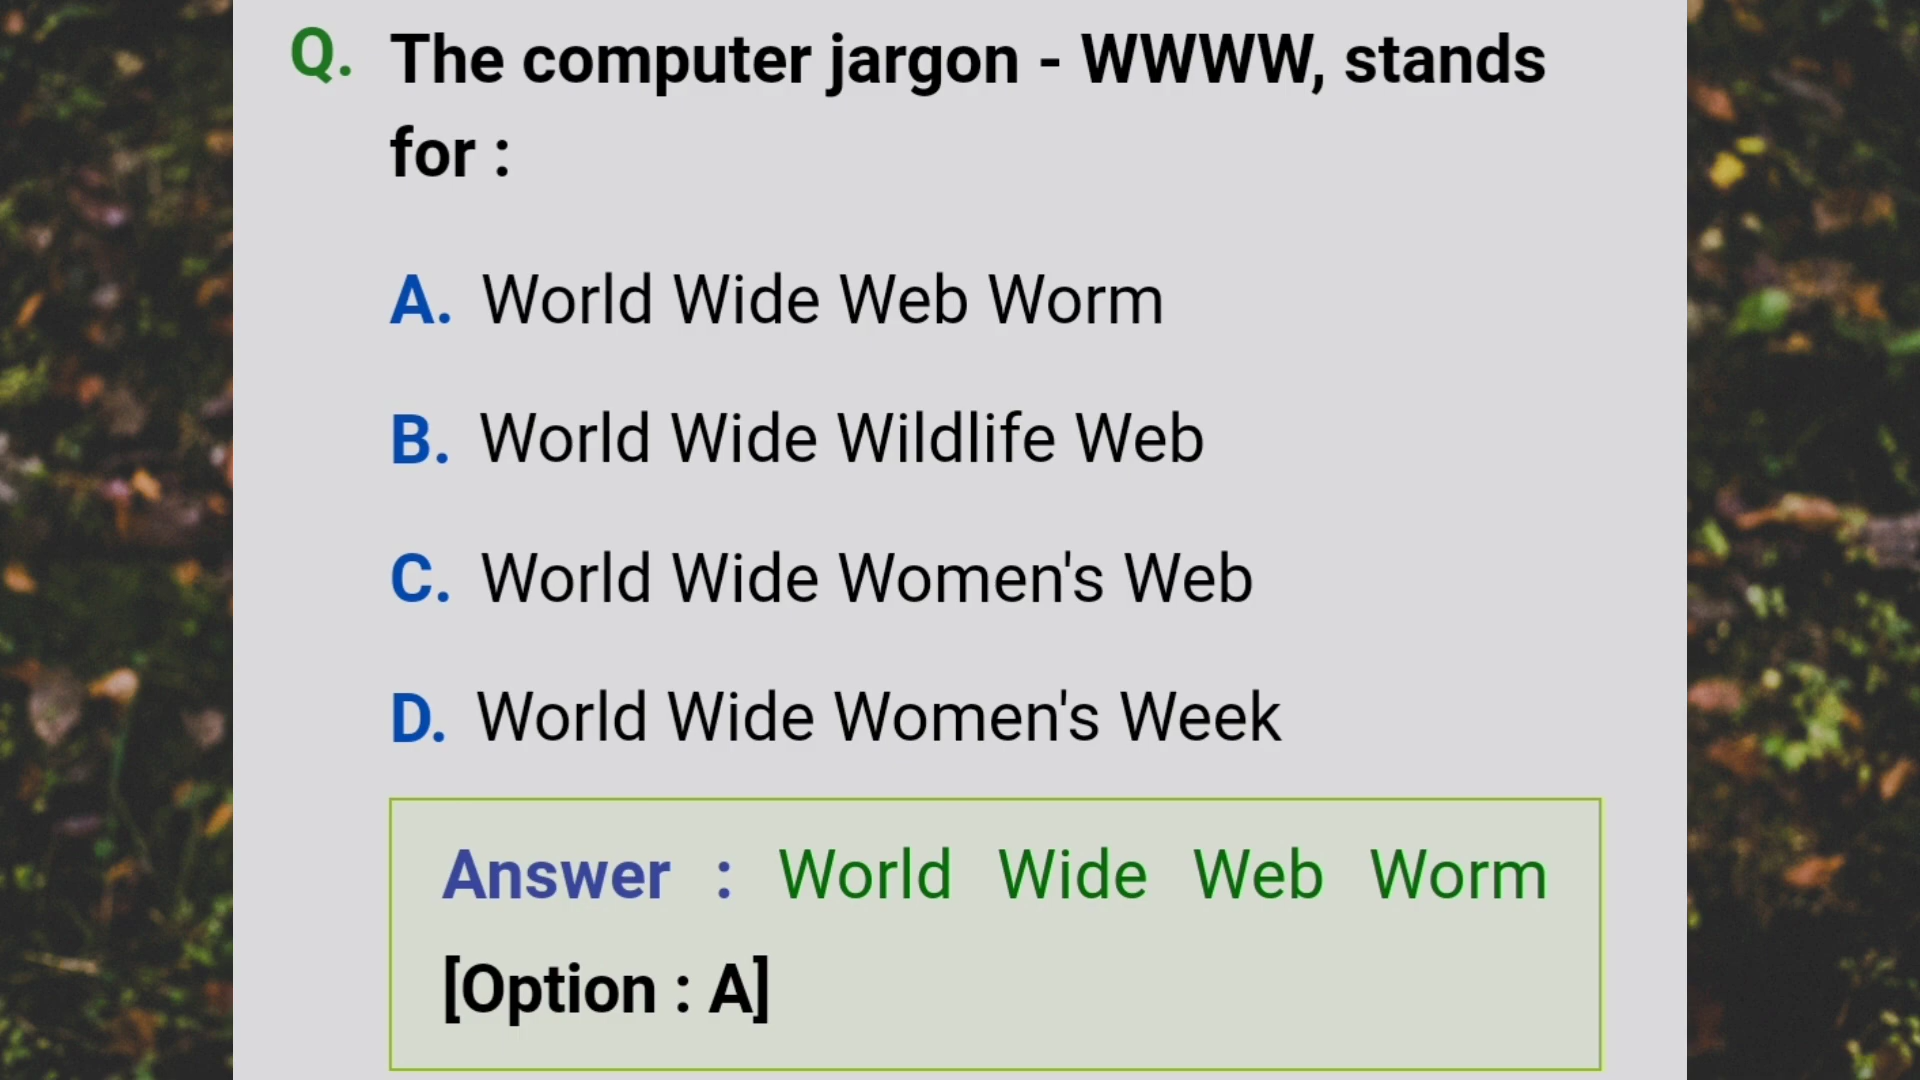 Q. The computer jargon - WWWW, stands
for :
A. World Wide Web Worm
B. World Wide Wildlife Web
C. World Wide Women's Web
D. World Wide Women's Week
Answer : World Wide Web Worm
[Option : A]